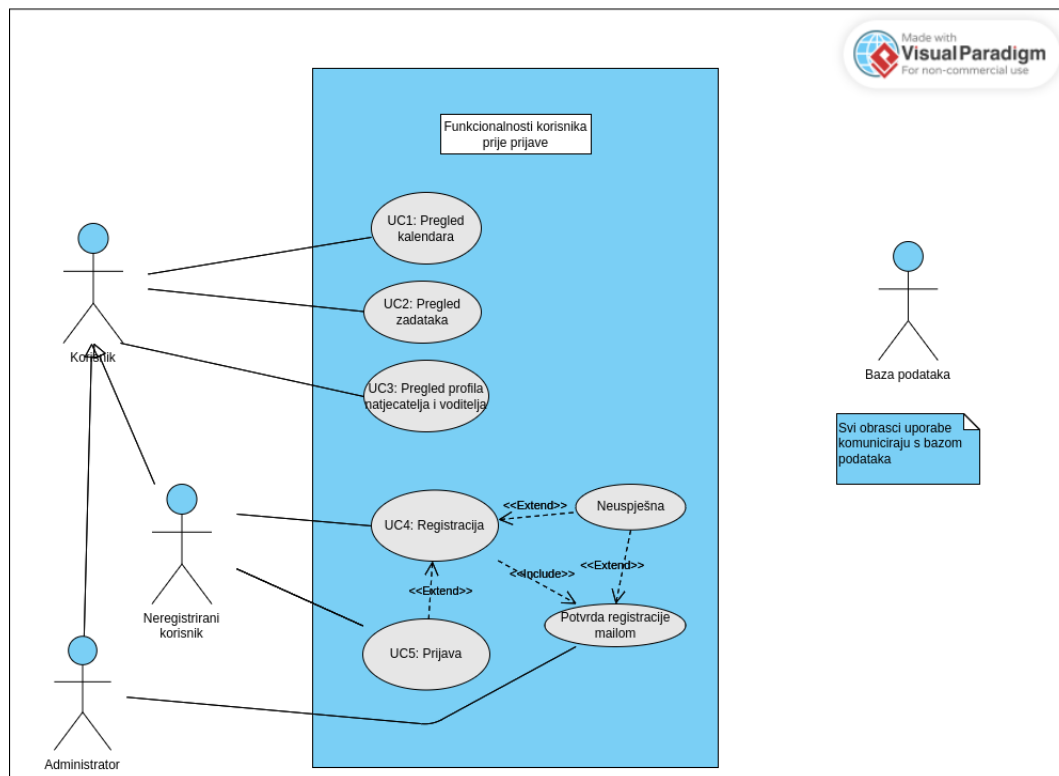 Made with
Visual Paradigm
For non-commercial use
Funkcionalnosti korisnika
prije prijave
UC1: Pregled
kalendara
UC2: Pregled
zadataka
UC3: Pregled profila
natjecatelja i voditelja
Korisnik
Baza podataka
Svi obrasci uporabe
komuniciraju s bazom
podataka
<<Extend>>
Neuspješna
UC4: Registracija
<<Include>>
<<Extend>>
<<Extend>>
Neregistrirani
korisnik
Potvrda registracije
mailom
UC5: Prijava
Administrator